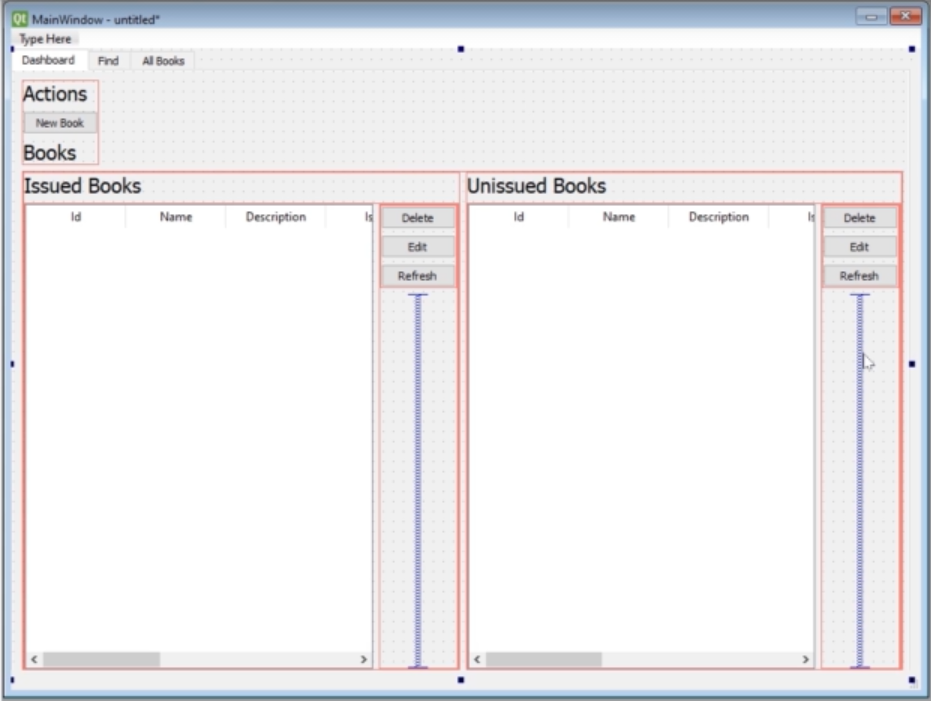 Qt MainWindow - untitled*
Type Here
Dashboard Find All Books
Actions
New Book
Books
Issued Books Unissued Books
Id Name Description Is Delete Id Name Description Is Delete
Edit Edit
Refresh Refresh